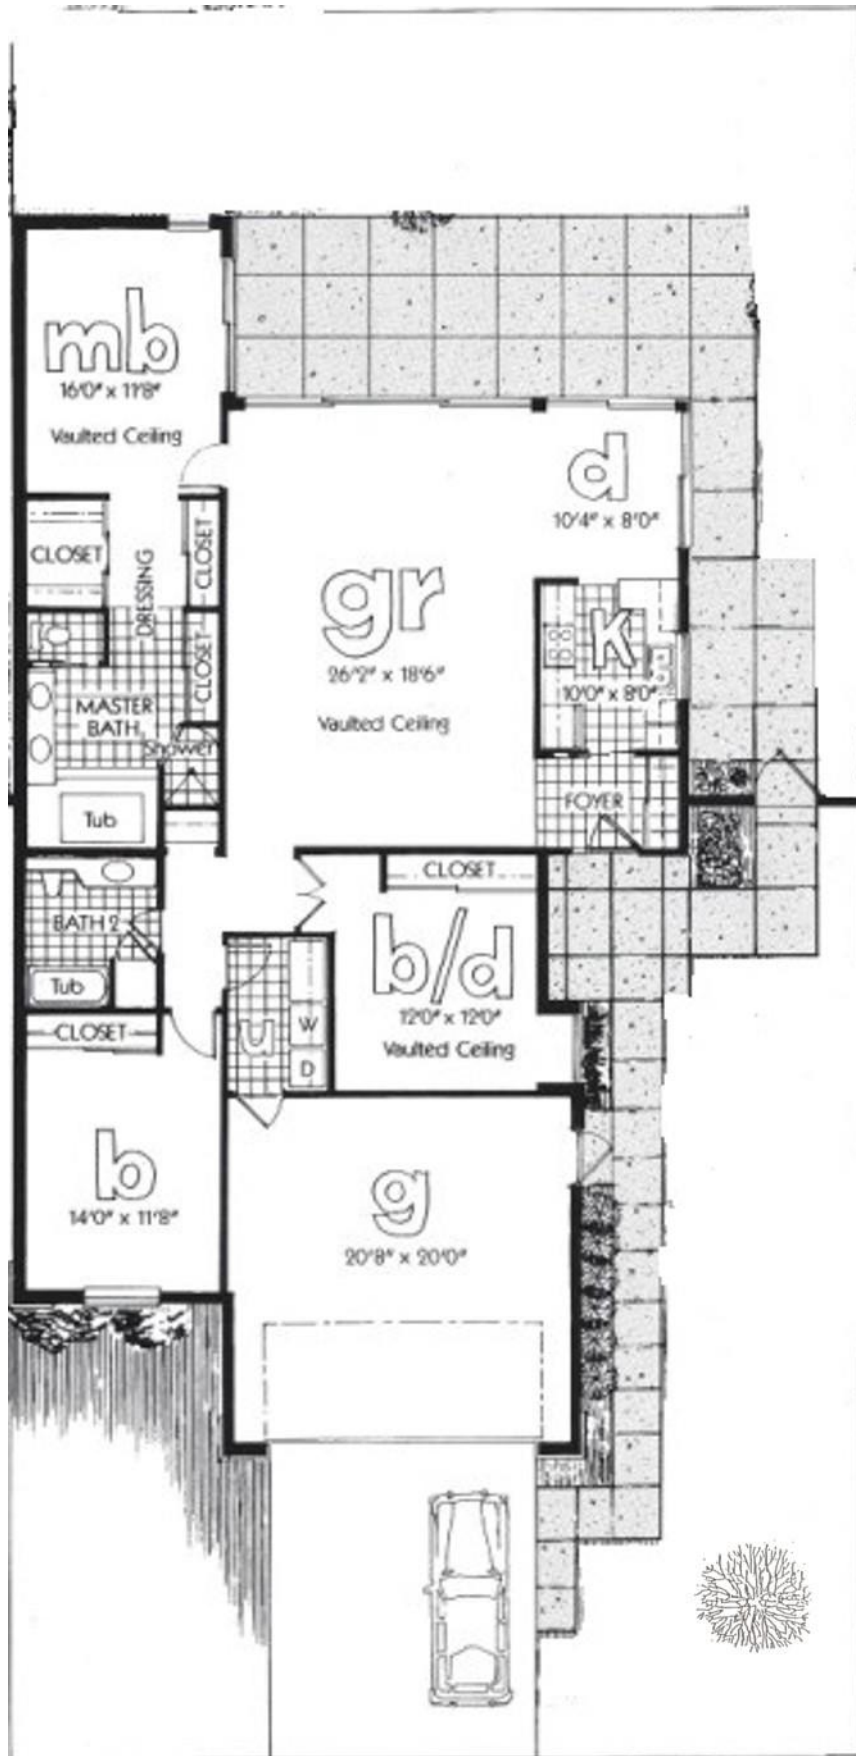 mb
16'0" x 11'8"
Vaulted Ceiling
d
10'4" x 8'0"
CLOSET
DRESSING
CLOSET
gr
26'2" x 18'6"
Vaulted Ceiling
k
10'0" x 8'0"
CLOSET
MASTER
BATH
Shower
Tub
FOYER
CLOSET
BATH 2
b/d
12'0" x 12'0"
Vaulted Ceiling
Tub
u
W
D
CLOSET
b
14'0" x 11'8"
g
20'8" x 20'0"